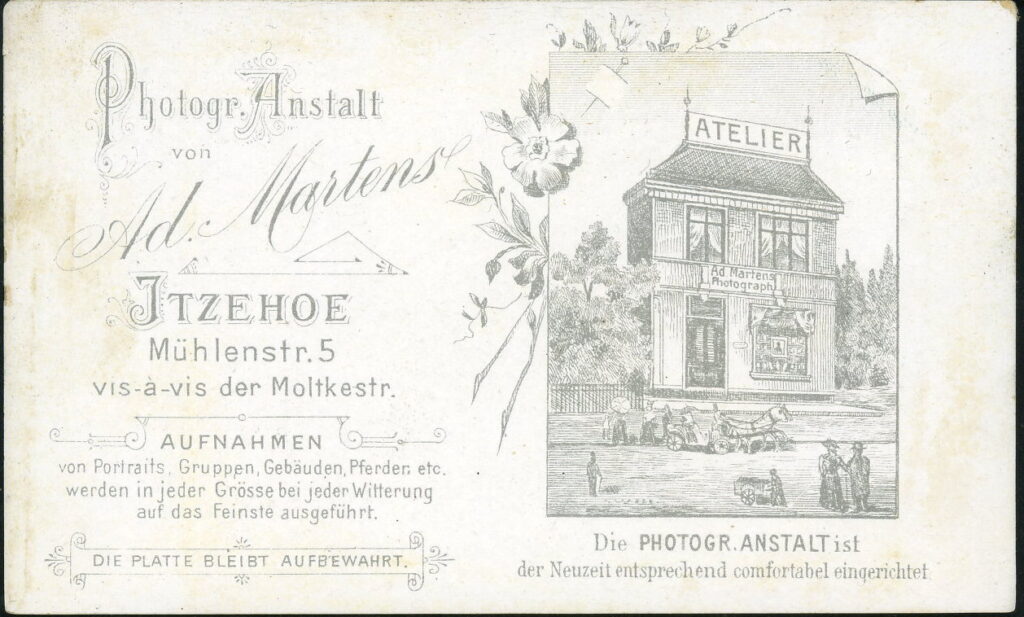 Photogr. Anstalt
von
Ad. Martens
ITZEHOE
Mühlenstr. 5
vis-à-vis der Moltkestr.
AUFNAHMEN
von Portraits, Gruppen, Gebäuden, Pferden etc.
werden in jeder Grösse bei jeder Witterung
auf das Feinste ausgeführt.
DIE PLATTE BLEIBT AUFBEWAHRT.
ATELIER
Ad Martens
Photograph
Die PHOTOGR. ANSTALT ist
der Neuzeit entsprechend comfortabel eingerichtet